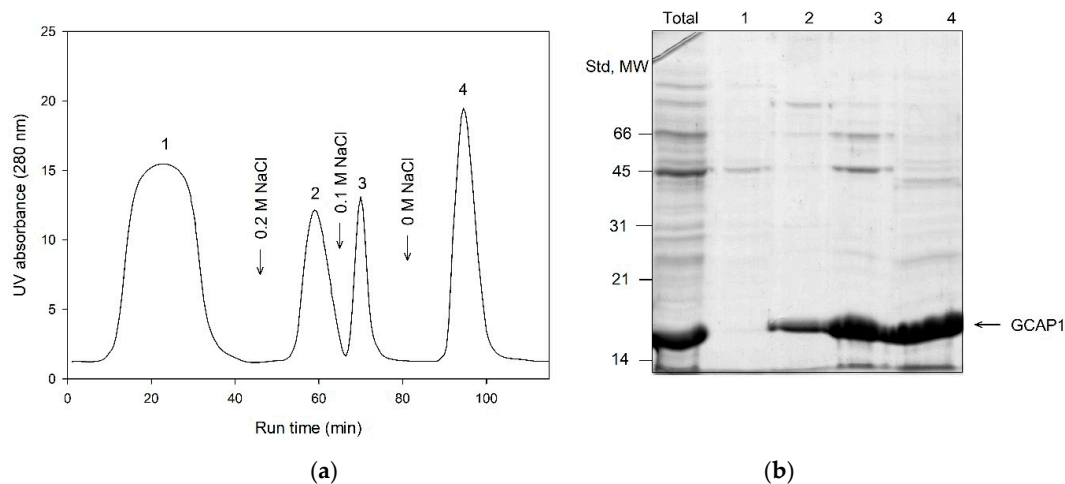 25
20
15
10
5
0
UV absorbance (280 nm)
1
0.2 M NaCl
2
0.1 M NaCl
3
0 M NaCl
4
0 20 40 60 80 100
Run time (min)
(a)
Total 1 2 3 4
Std, MW
66
45
31
21
14
GCAP1
(b)